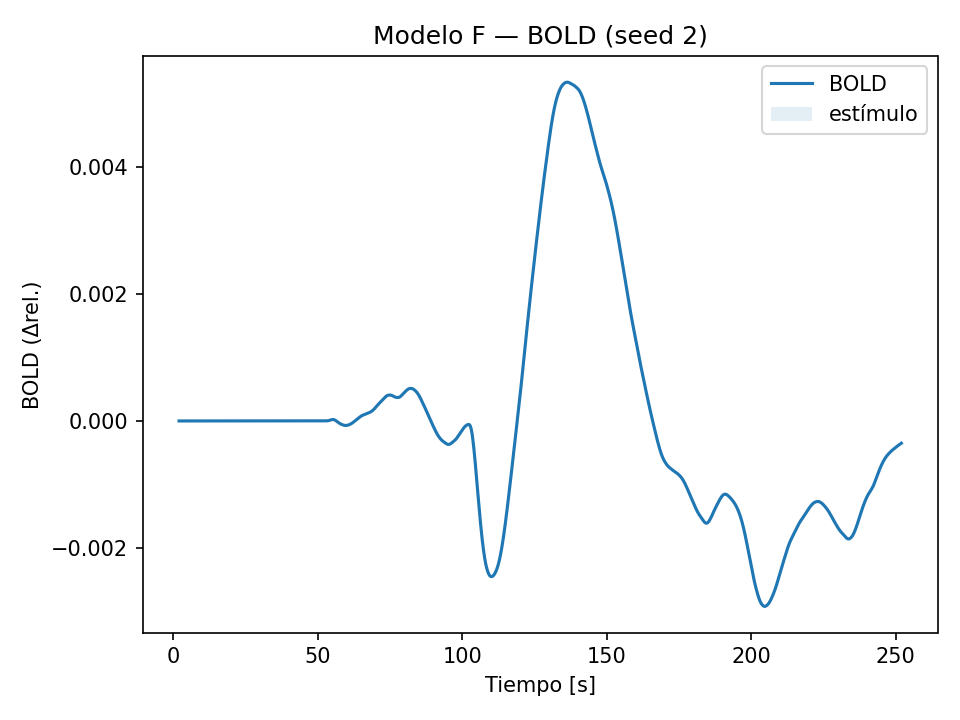 Modelo F — BOLD (seed 2)
BOLD
estímulo
BOLD (Δrel.)
0.004
0.002
0.000
−0.002
0
50
100
150
200
250
Tiempo [s]